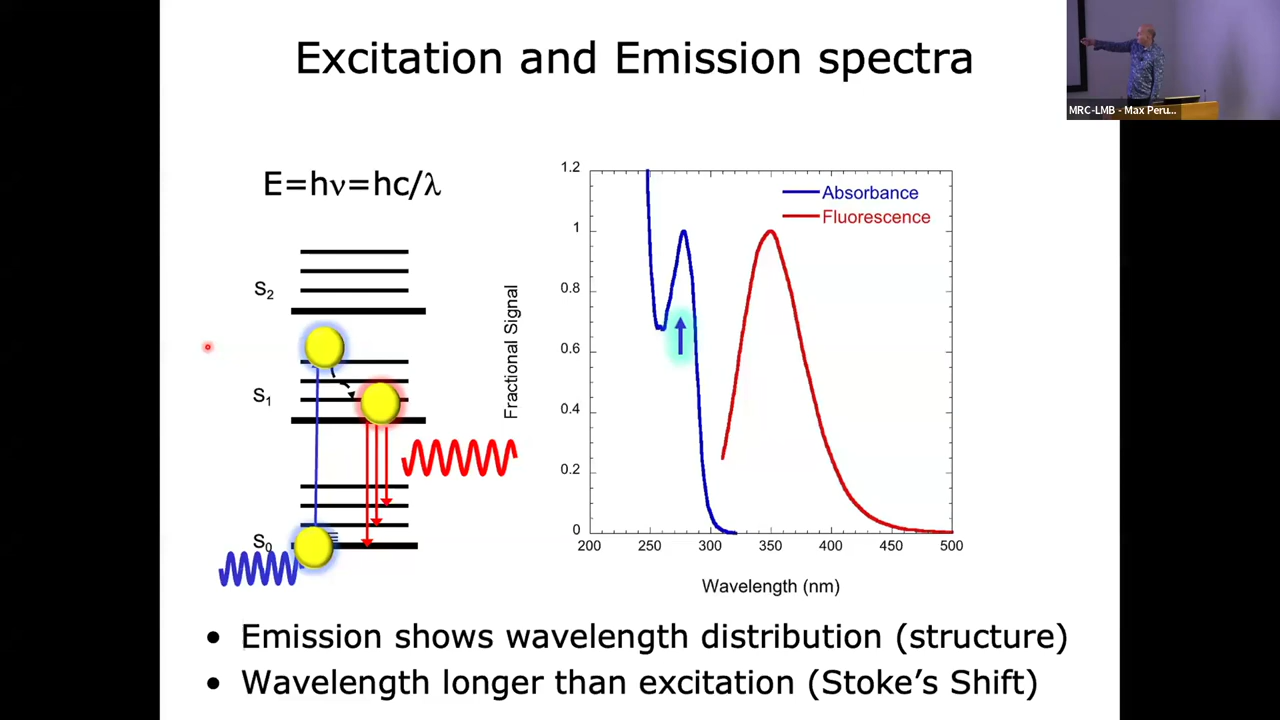 Excitation and Emission spectra
MRC-LMB - Max Peru...
E=hν=hc/λ
S2
S1
S0
Fractional Signal
1.2
1
0.8
0.6
0.4
0.2
0
200 250 300 350 400 450 500
Wavelength (nm)
Absorbance
Fluorescence
• Emission shows wavelength distribution (structure)
• Wavelength longer than excitation (Stoke’s Shift)